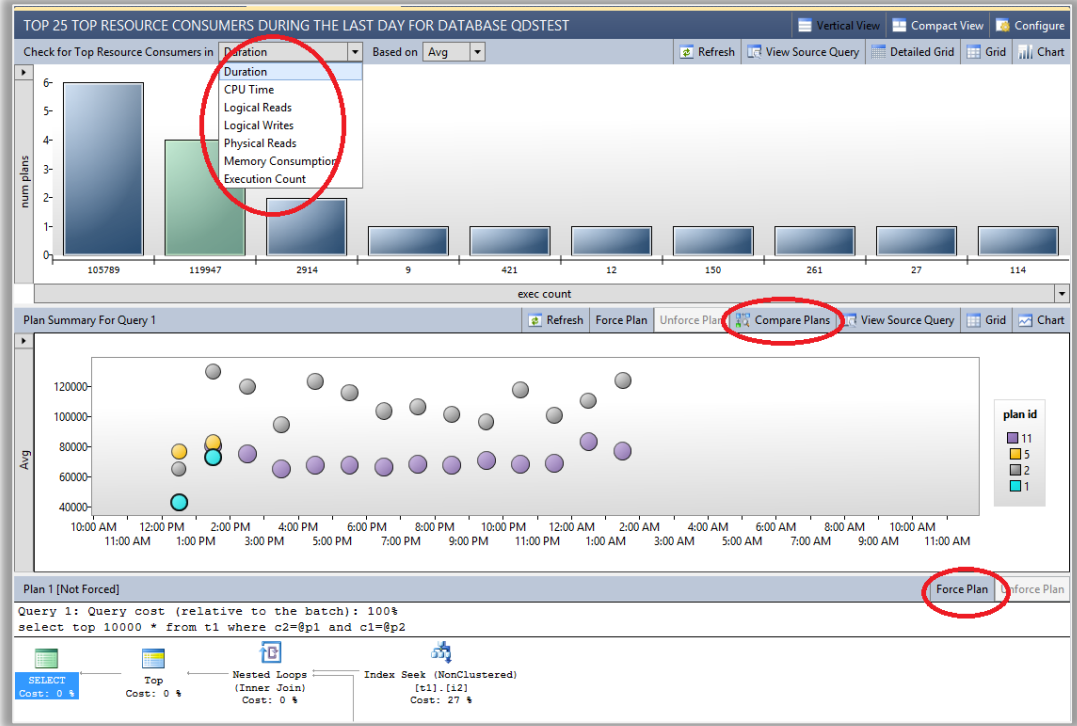 TOP 25 TOP RESOURCE CONSUMERS DURING THE LAST DAY FOR DATABASE QDSTEST
Vertical View Compact View Configure
Check for Top Resource Consumers in Duration Based on Avg Refresh View Source Query Detailed Grid Grid Chart
Duration
CPU Time
Logical Reads
Logical Writes
Physical Reads
Memory Consumption
Execution Count
num plans
6
5
4
3
2
1
0
105789 119947 2914 9 421 12 150 261 27 114
exec count
Plan Summary For Query 1 Refresh Force Plan Unforce Plan Compare Plans View Source Query Grid Chart
Avg
120000
100000
80000
60000
40000
10:00 AM 12:00 PM 2:00 PM 4:00 PM 6:00 PM 8:00 PM 10:00 PM 12:00 AM 2:00 AM 4:00 AM 6:00 AM 8:00 AM 10:00 AM
11:00 AM 1:00 PM 3:00 PM 5:00 PM 7:00 PM 9:00 PM 11:00 PM 1:00 AM 3:00 AM 5:00 AM 7:00 AM 9:00 AM 11:00 AM
plan id
11
5
2
1
Plan 1 [Not Forced] Force Plan Unforce Plan
Query 1: Query cost (relative to the batch): 100%
select top 10000 * from t1 where c2=@p1 and c1=@p2
SELECT
Cost: 0 %
Top
Cost: 0 %
Nested Loops
(Inner Join)
Cost: 0 %
Index Seek (NonClustered)
[t1].[i2]
Cost: 27 %